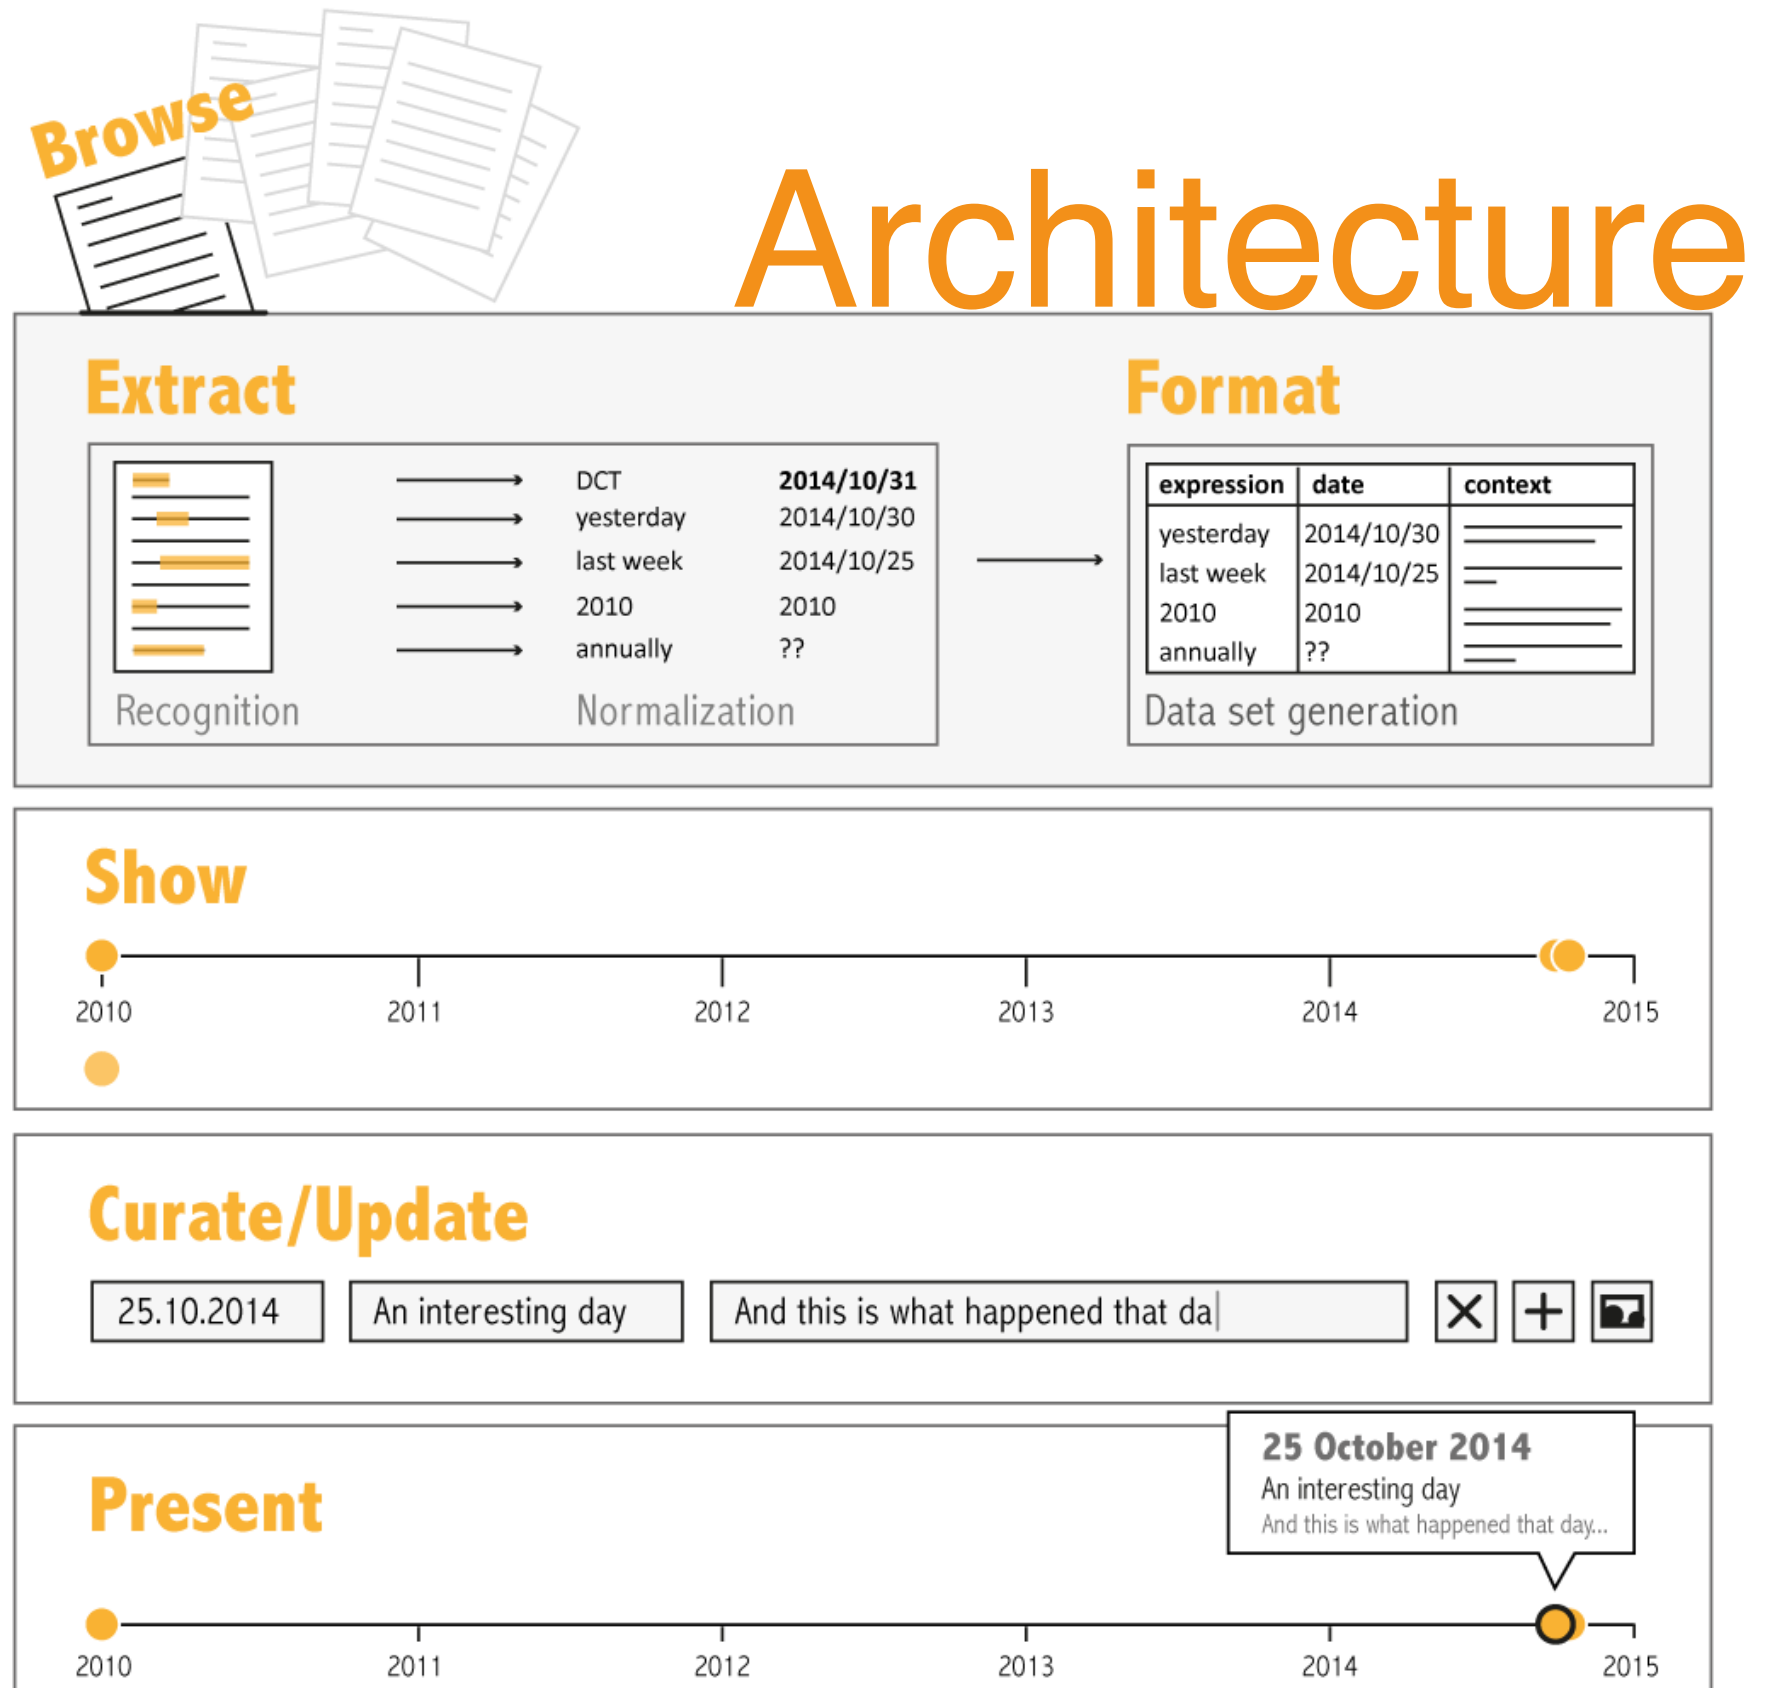 Browse
Architecture
Extract
Format
DCT 2014/10/31
yesterday 2014/10/30
last week 2014/10/25
2010 2010
annually ??
Recognition Normalization
expression date context
yesterday 2014/10/30
last week 2014/10/25
2010 2010
annually ??
Data set generation
Show
2010 2011 2012 2013 2014 2015
Curate/Update
25.10.2014 An interesting day And this is what happened that da
25 October 2014
An interesting day
And this is what happened that day...
Present
2010 2011 2012 2013 2014 2015